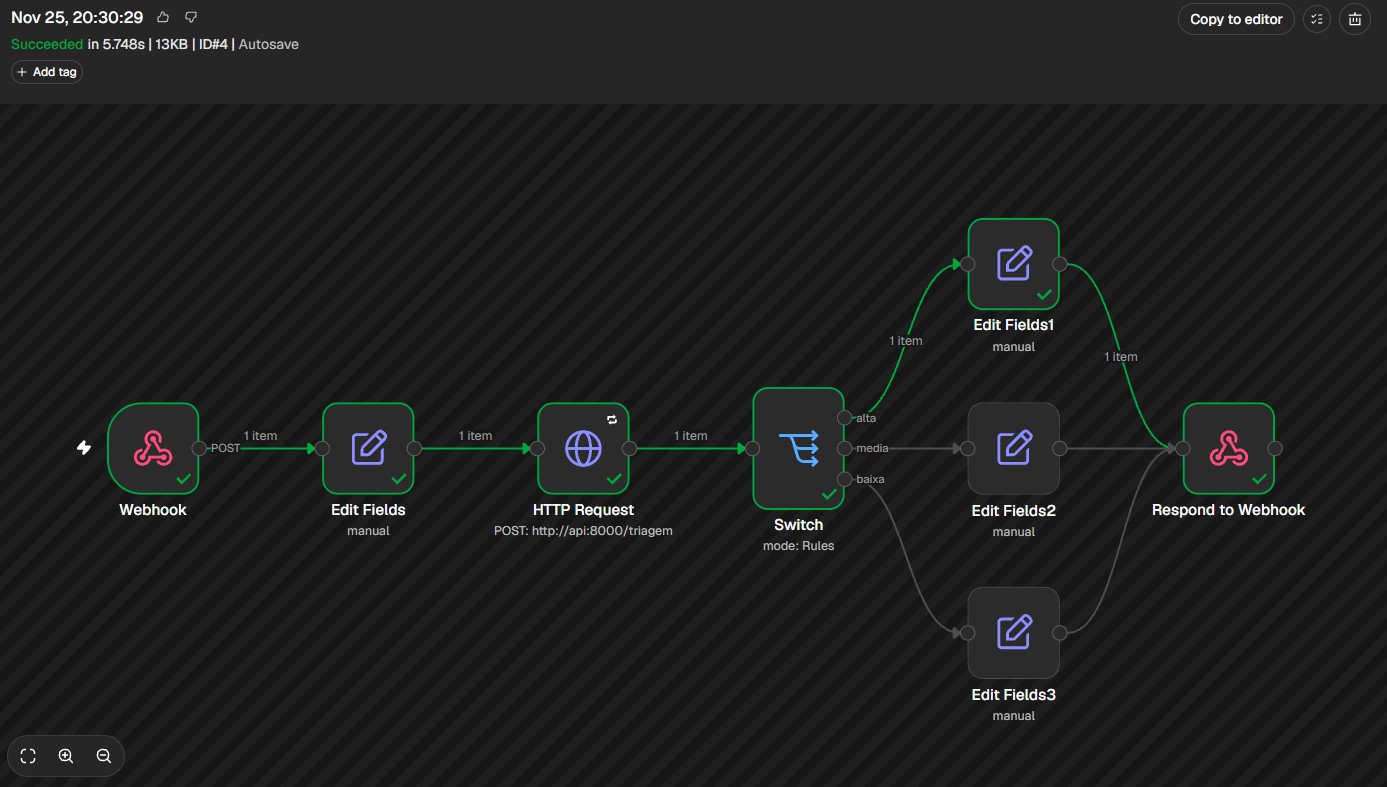 Nov 25, 20:30:29
Copy to editor
Succeeded in 5.748s | 13KB | ID#4 | Autosave
+ Add tag
Edit Fields1
manual
1 item
1 item
POST
1 item
1 item
1 item
alta
media
baixa
Webhook
Edit Fields
manual
HTTP Request
POST: http://api:8000/triagem
Switch
mode: Rules
Edit Fields2
manual
Respond to Webhook
Edit Fields3
manual